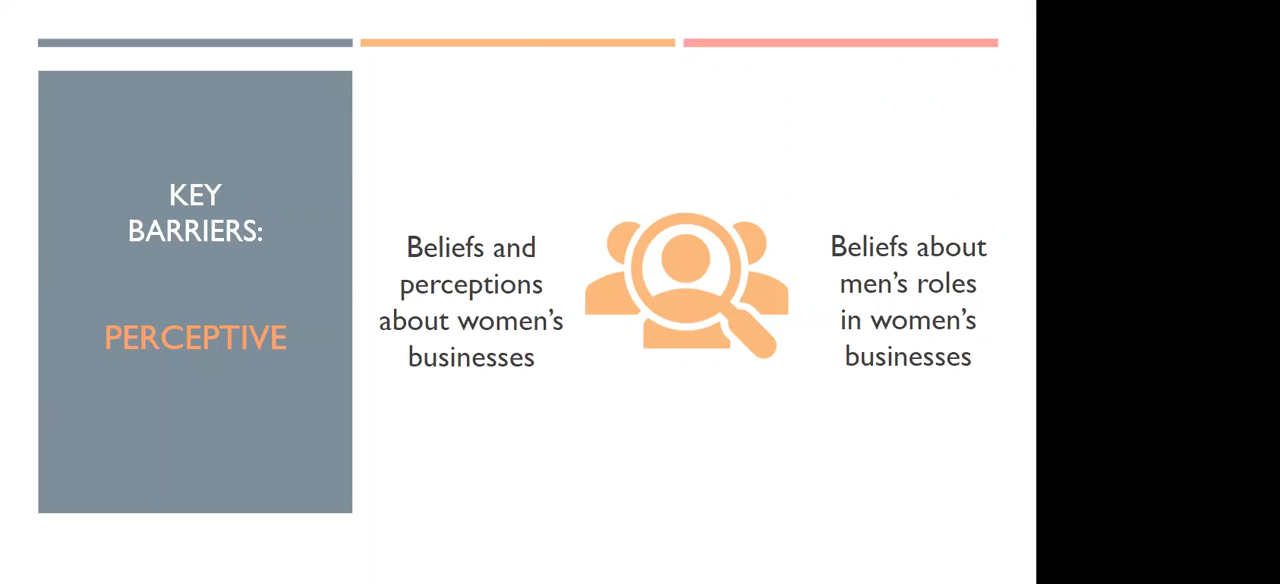 KEY
BARRIERS:
PERCEPTIVE
Beliefs and
perceptions
about women’s
businesses
Beliefs about
men’s roles
in women’s
businesses